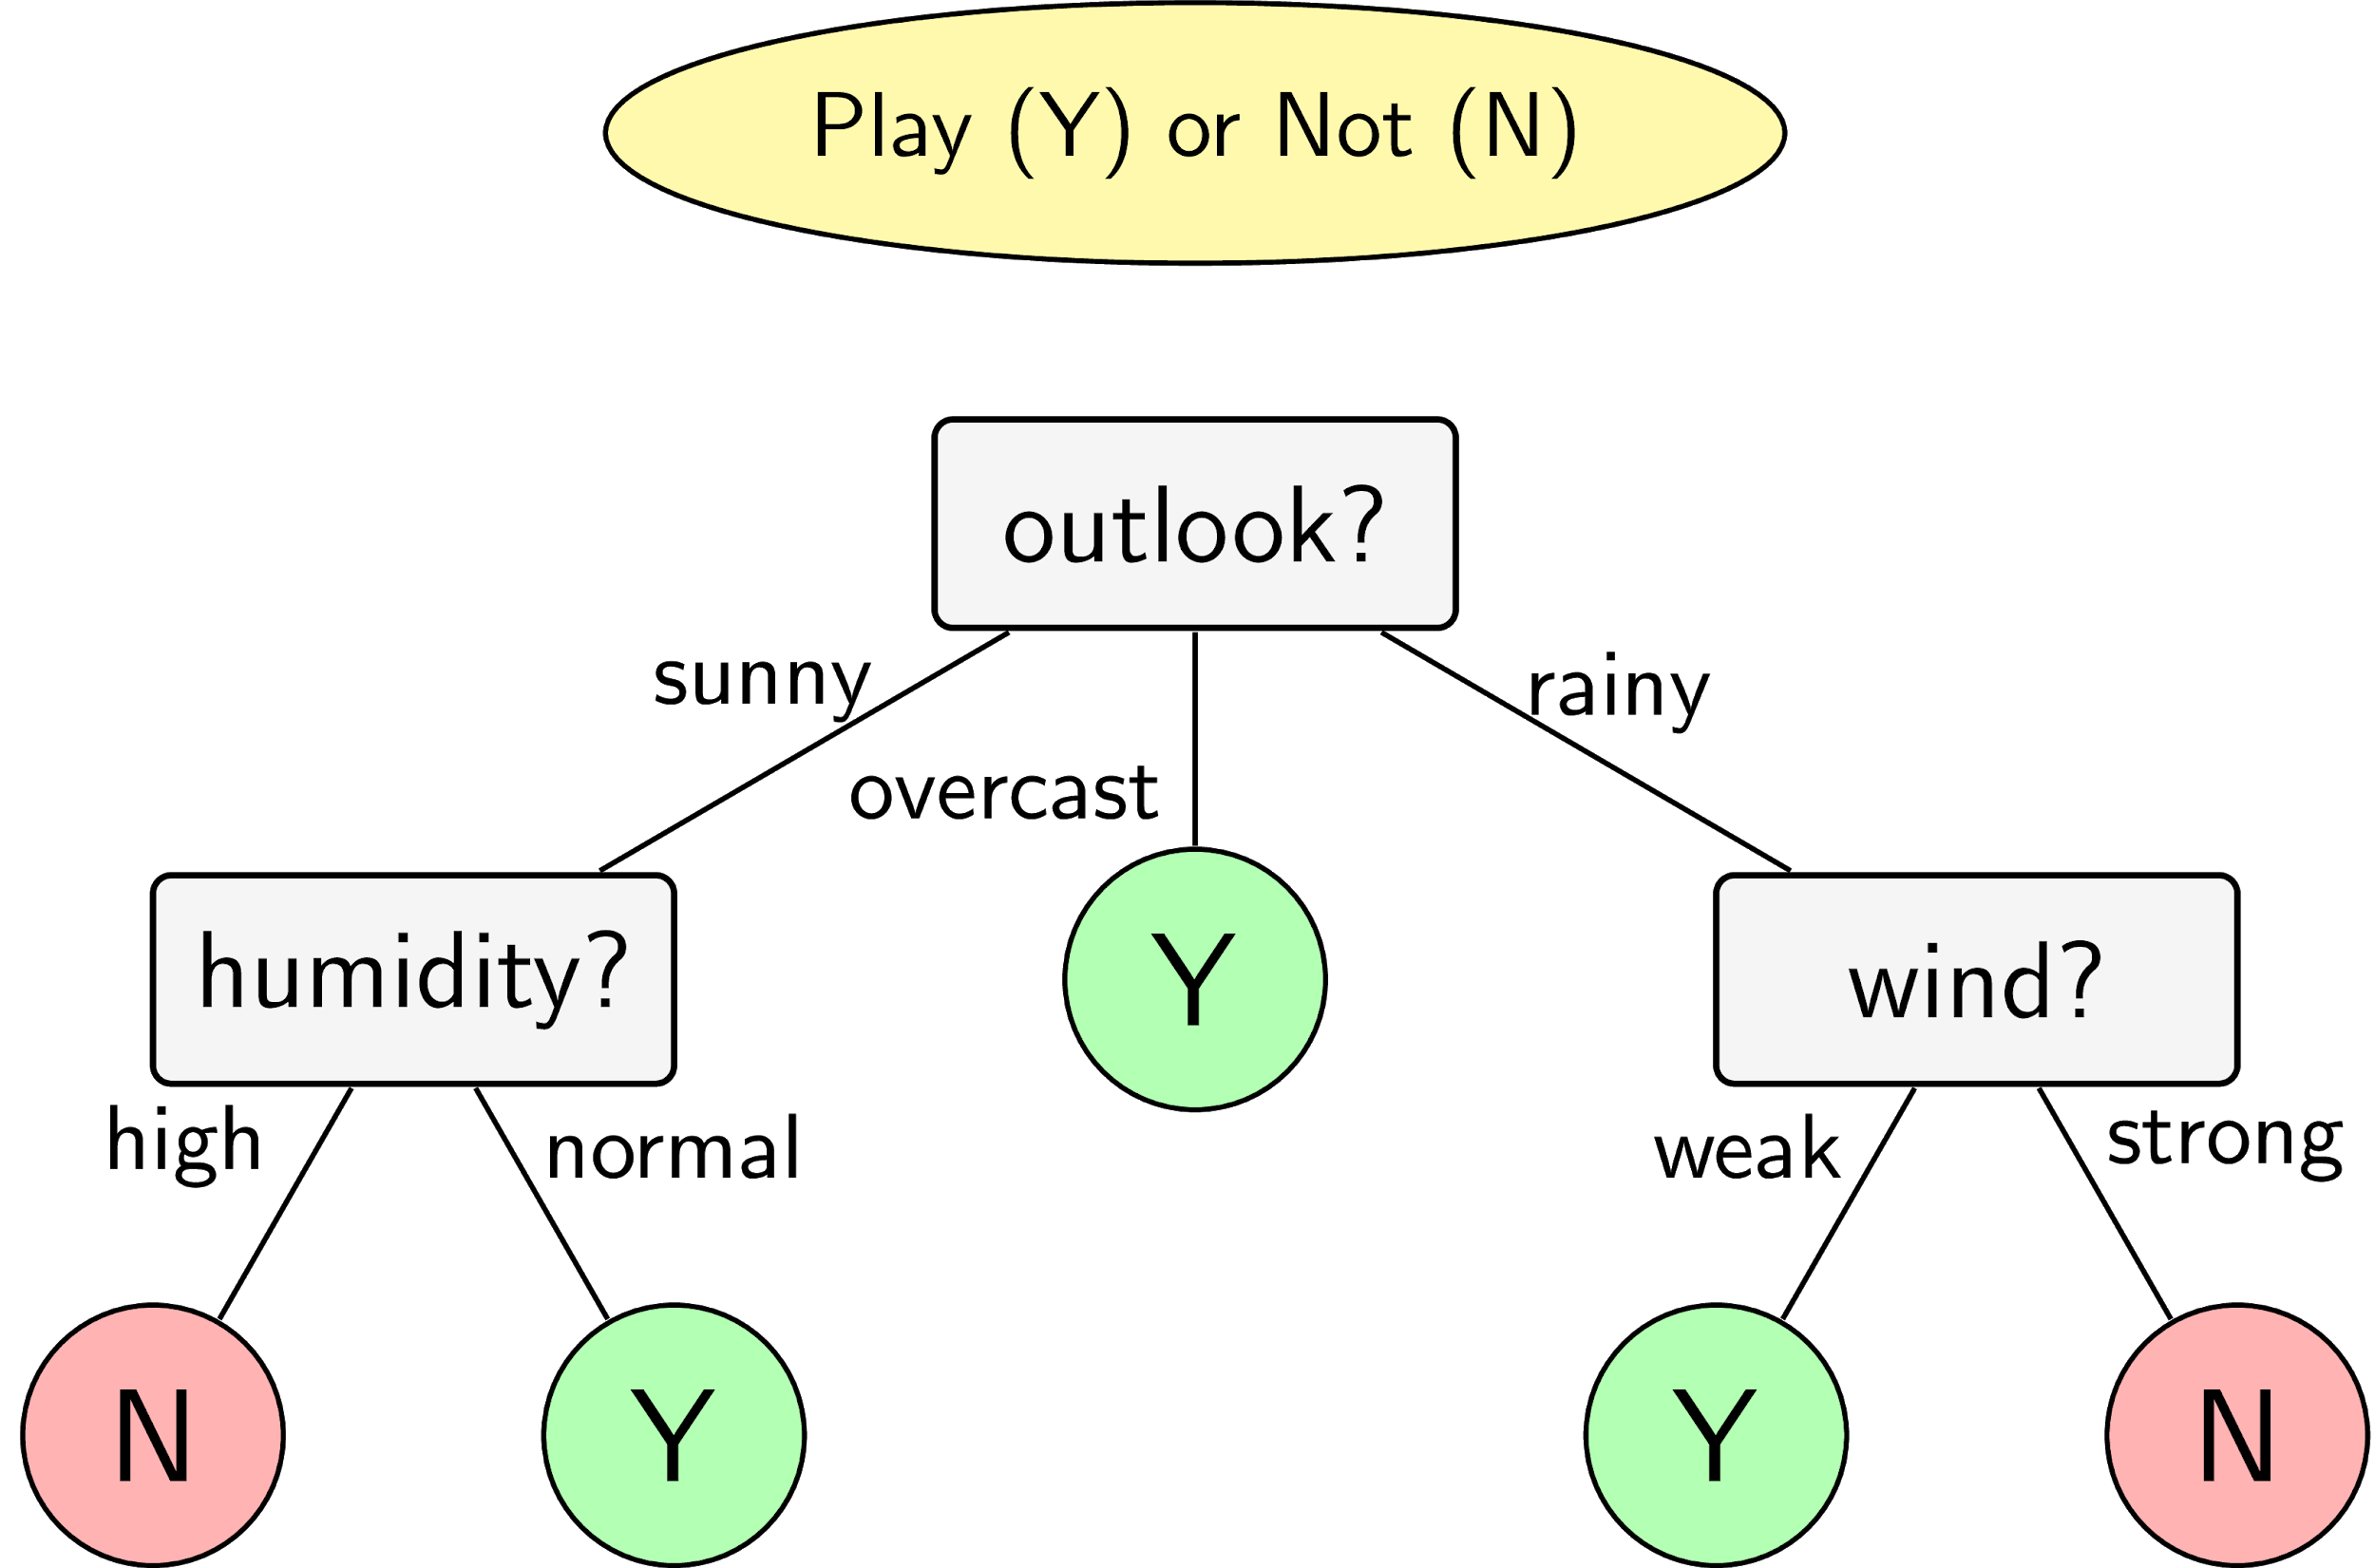 Play (Y) or Not (N)
outlook?
sunny
rainy
overcast
humidity?
Y
wind?
high
normal
weak
strong
N
Y
Y
N